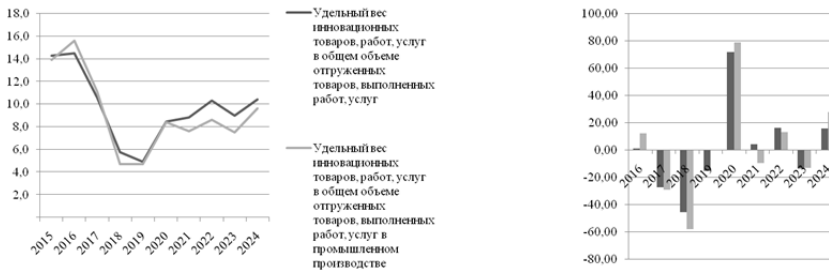 18,0
16,0
14,0
12,0
10,0
8,0
6,0
4,0
2,0
2015
2016
2017
2018
2019
2020
2021
2022
2023
2024
Удельный вес
инновационных
товаров, работ, услуг
в общем объеме
отгруженных
товаров, выполненных
работ, услуг
Удельный вес
инновационных
товаров, работ, услуг
в общем объеме
отгруженных
товаров, выполненных
работ, услуг в
промышленном
производстве
100,00
80,00
60,00
40,00
20,00
0,00
-20,00
-40,00
-60,00
-80,00
2016
2017
2018
2019
2020
2021
2022
2023
2024